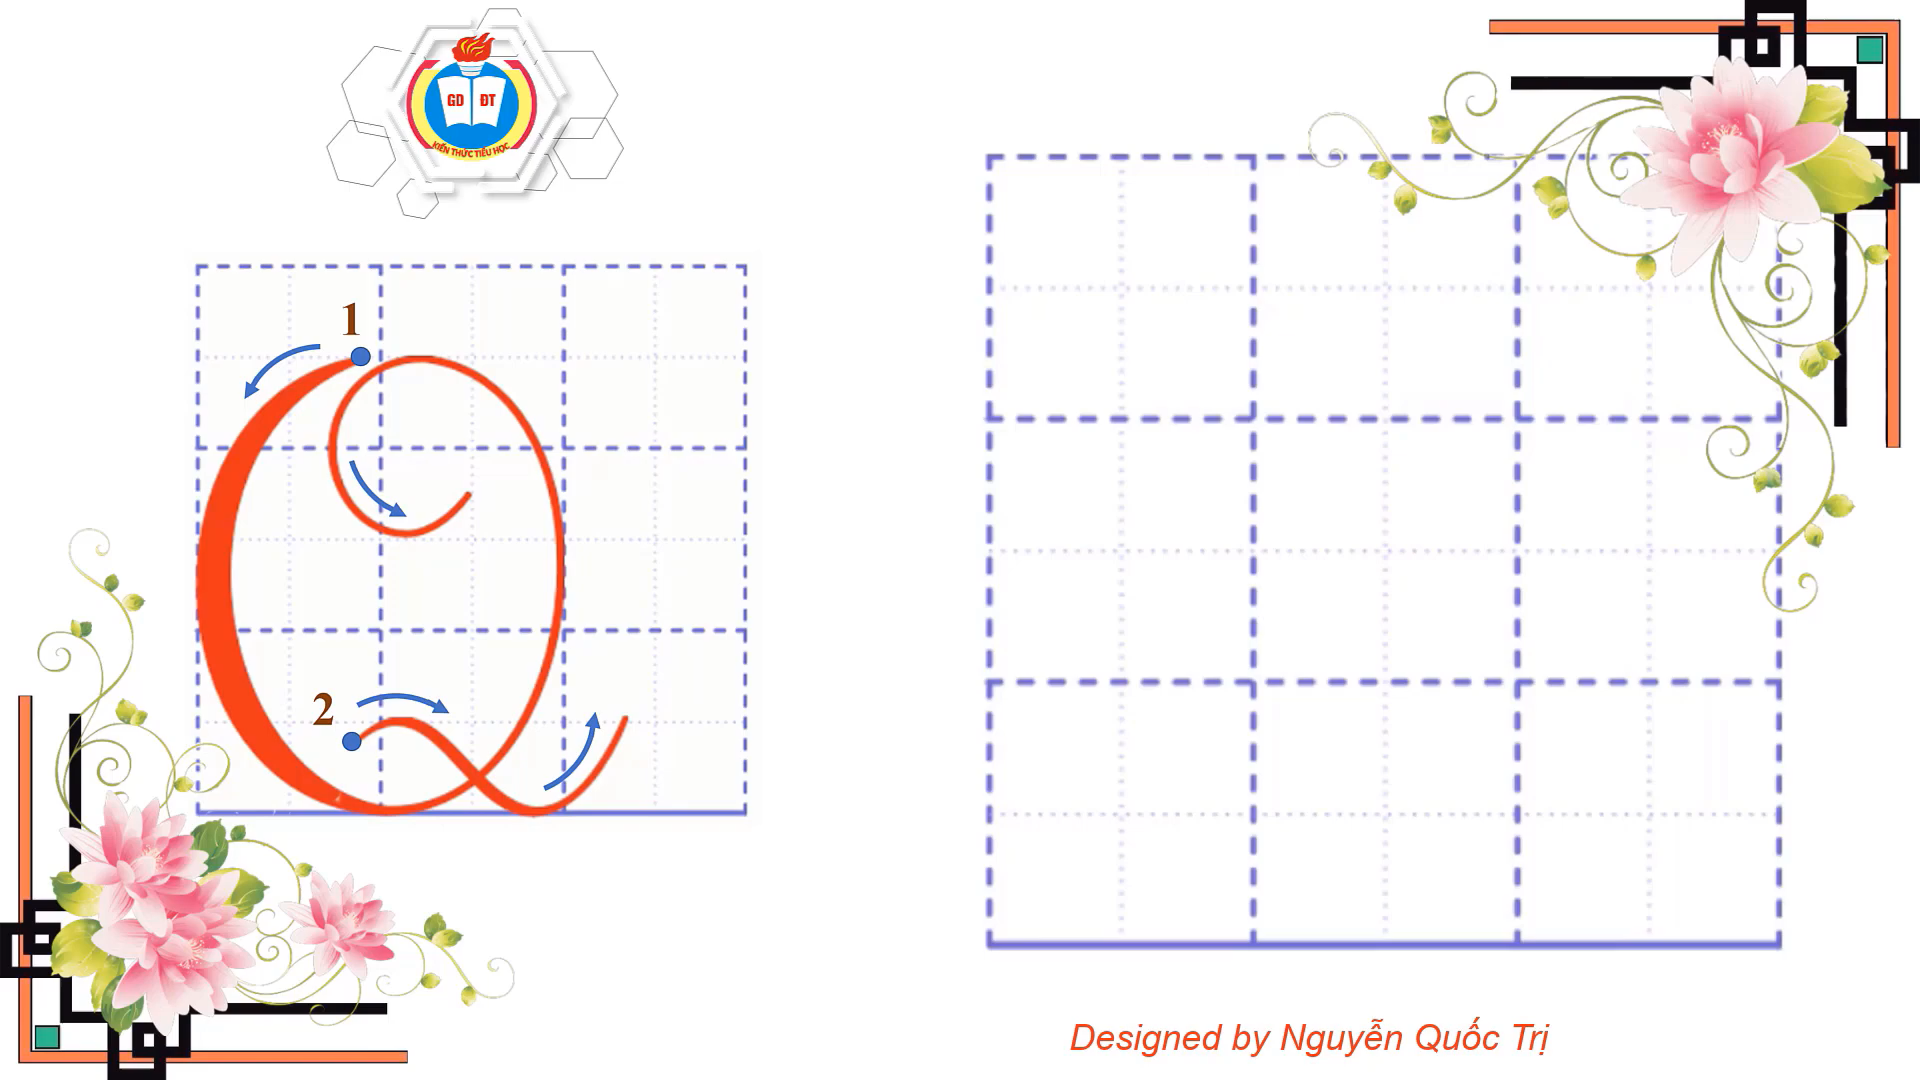 GD ĐT
KIẾN THỨC TIỂU HỌC
1
Q
2
Designed by Nguyễn Quốc Trị